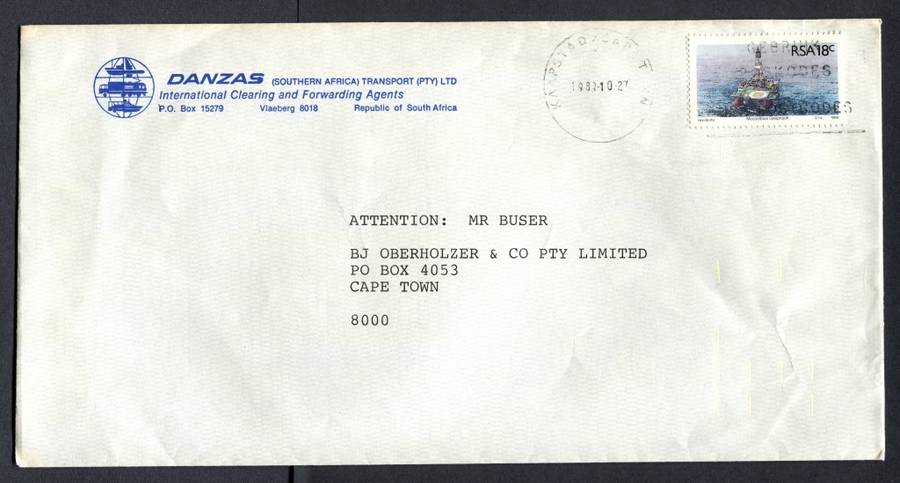 DANZAS (SOUTHERN AFRICA) TRANSPORT (PTY) LTD
International Clearing and Forwarding Agents
P.O. Box 15279 Vlaeberg 8018 Republic of South Africa
RSA 18c
ATTENTION: MR BUSER
BJ OBERHOLZER & CO PTY LIMITED
PO BOX 4053
CAPE TOWN
8000